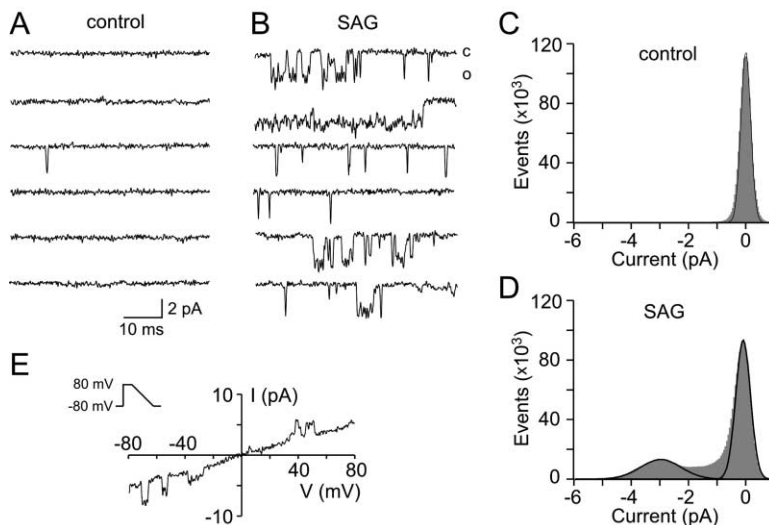 A
control
B
SAG
c
o
2 pA
10 ms
C
control
120
80
40
0
Events (×10³)
-6
-4
-2
0
Current (pA)
D
SAG
120
80
40
0
Events (×10³)
-6
-4
-2
0
Current (pA)
E
80 mV
-80 mV
10
I (pA)
-80
-40
40
80
V (mV)
-10